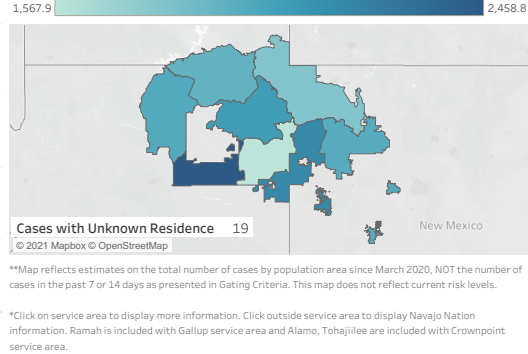 1,567.9 2,458.8
New Mexico
Cases with Unknown Residence 19
© 2021 Mapbox © OpenStreetMap
**Map reflects estimates on the total number of cases by population area since March 2020, NOT the number of
cases in the past 7 or 14 days as presented in Gating Criteria. This map does not reflect current risk levels.
*Click on service area to display more information. Click outside service area to display Navajo Nation
information. Ramah is included with Gallup service area and Alamo, Tohajiilee are included with Crownpoint
service area.